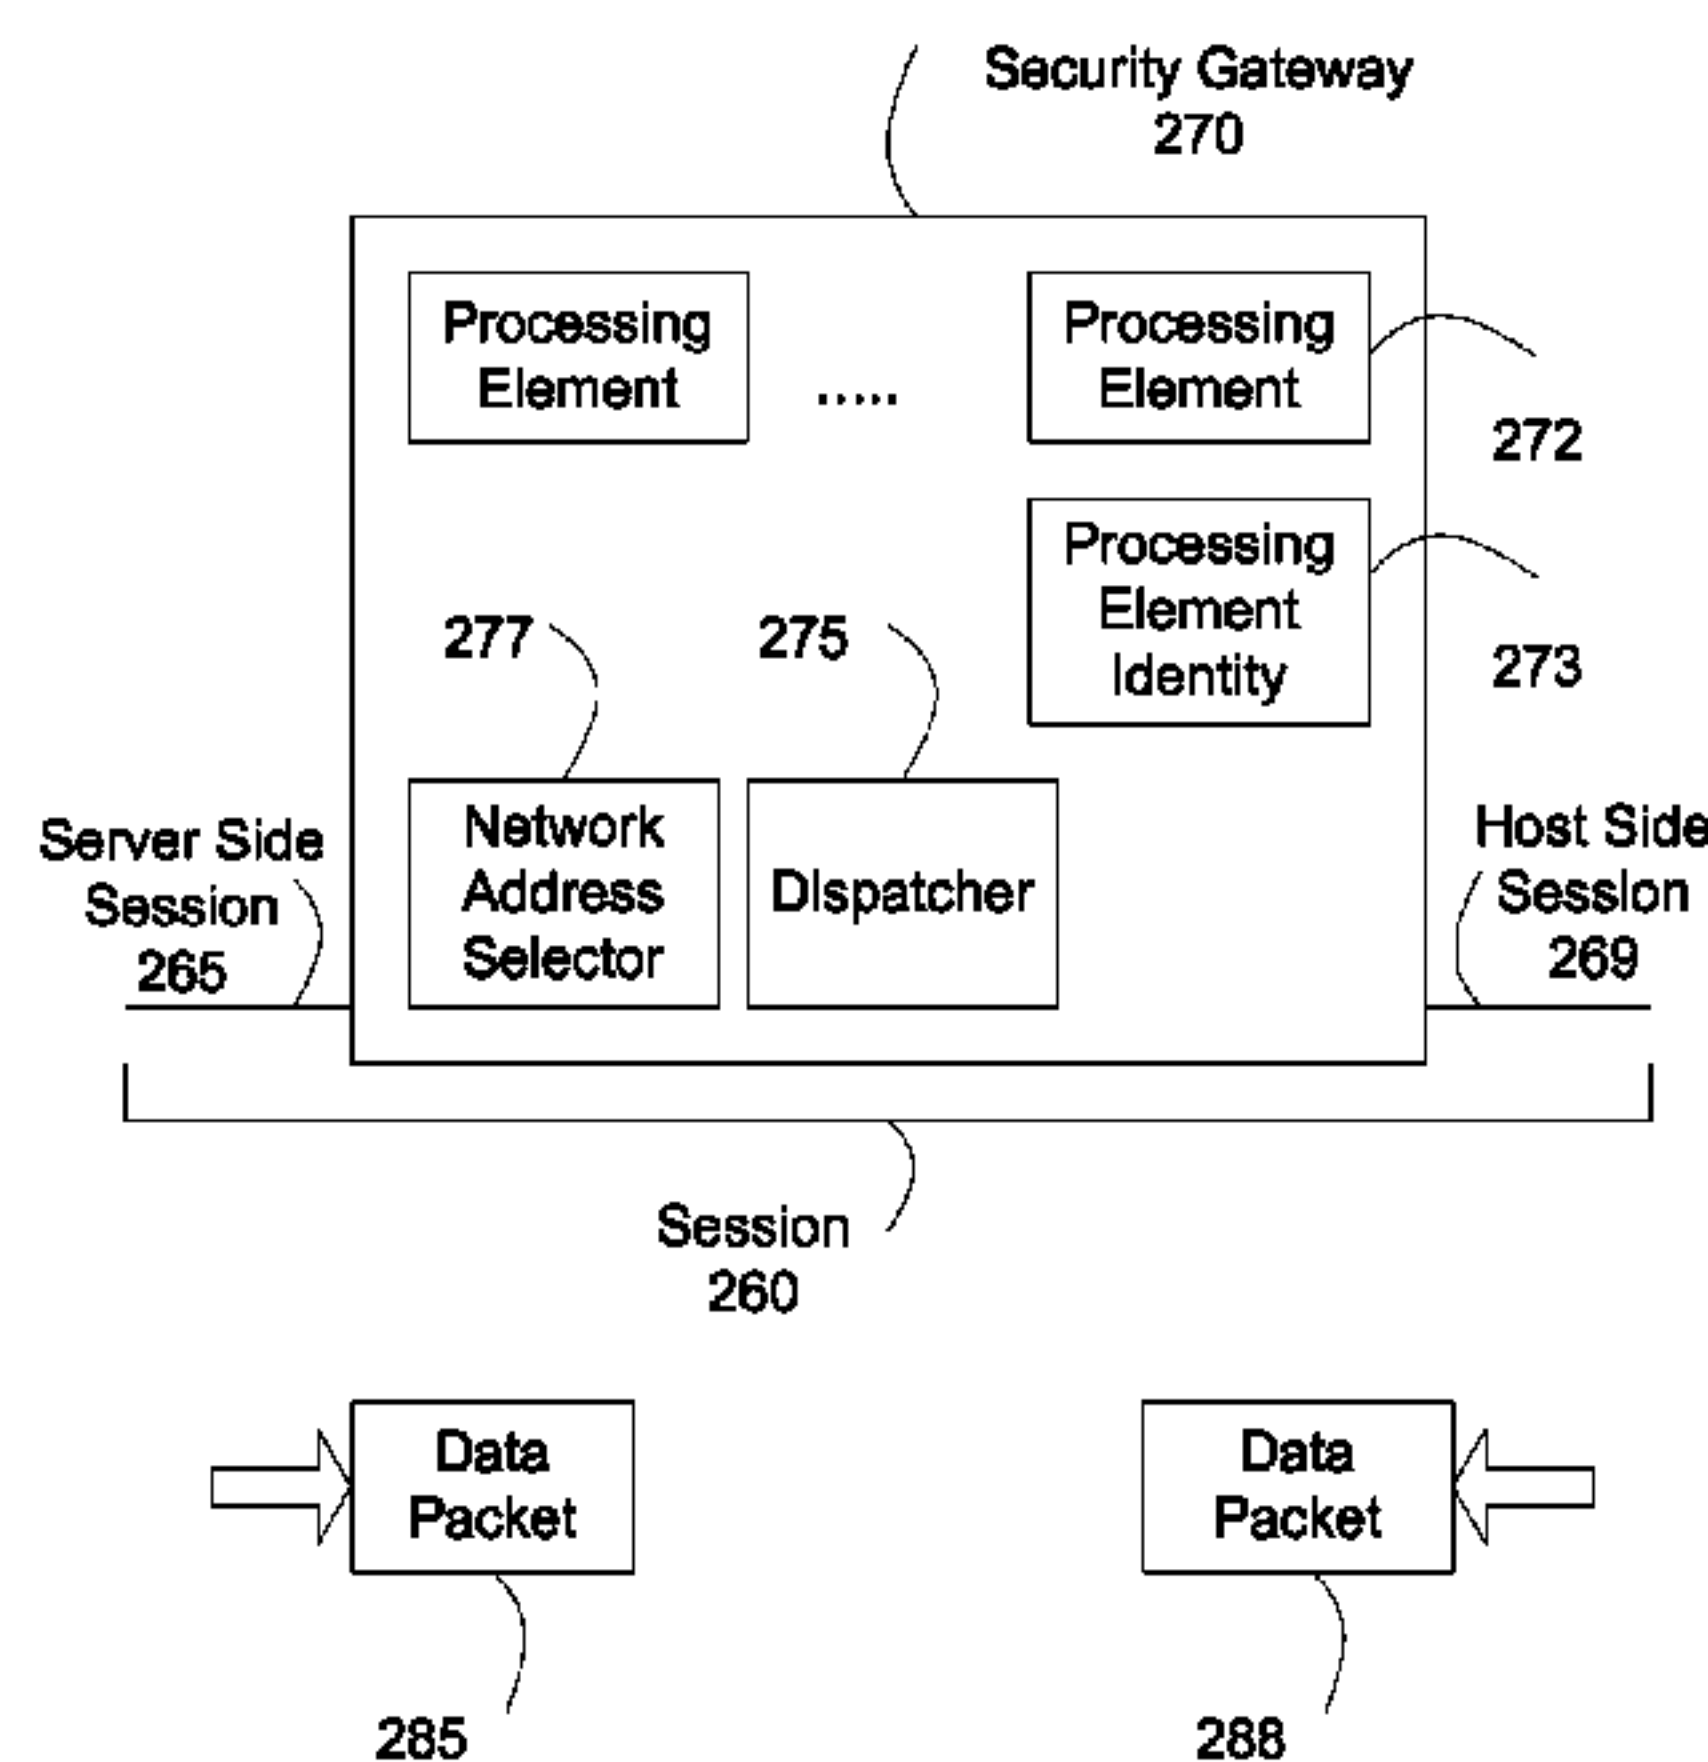 Security Gateway
270
Processing
Element
.....
Processing
Element
272
Processing
Element
Identity
273
277
275
Network
Address
Selector
Dispatcher
Server Side
Session
265
Host Side
Session
269
Session
260
Data
Packet
Data
Packet
285
288